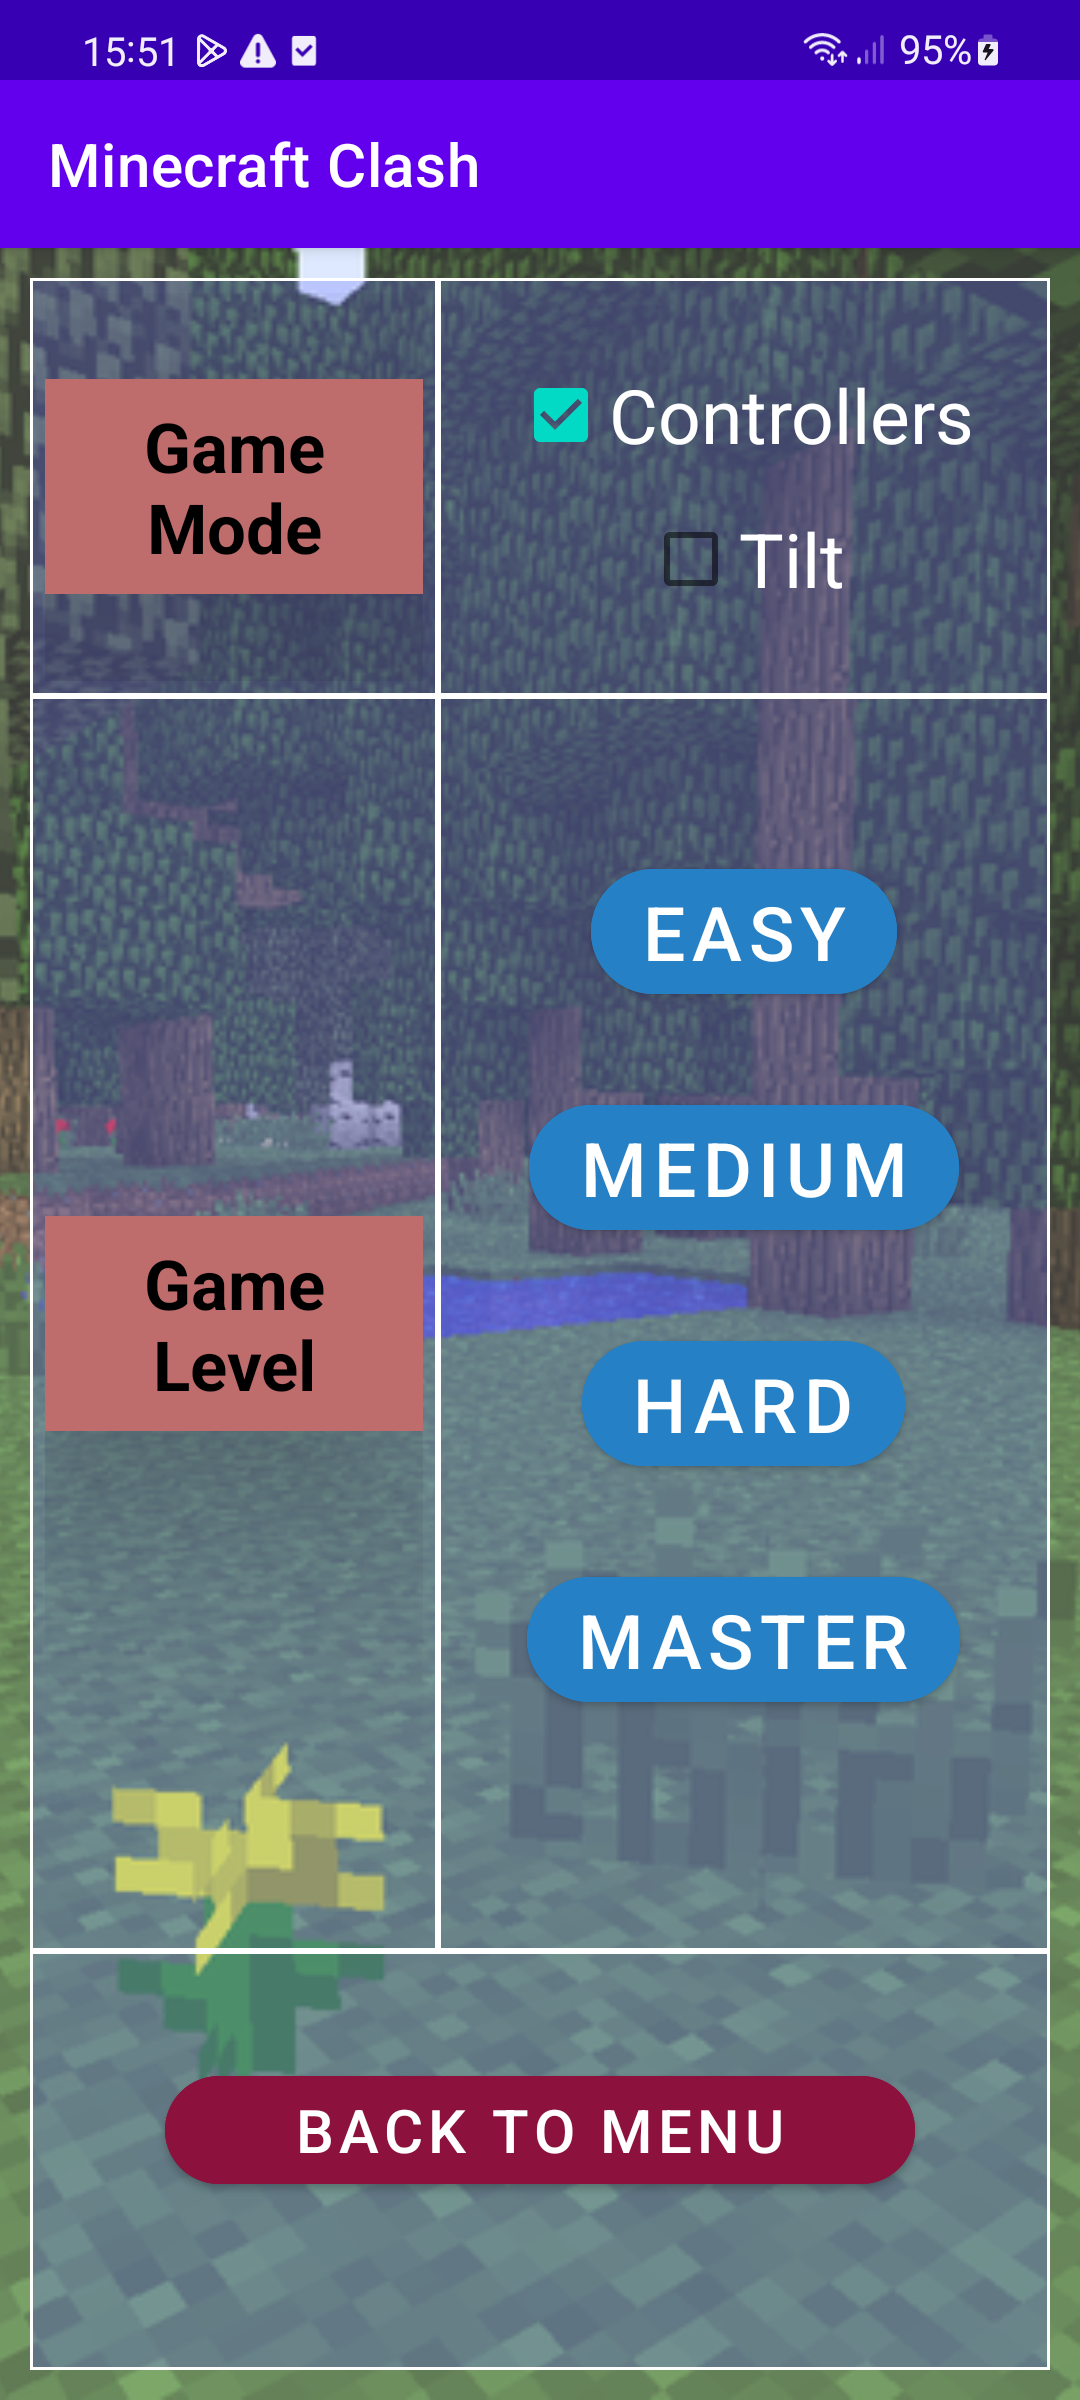 15:51
95%
Minecraft Clash
Game
Mode
Controllers
Tilt
Game
Level
EASY
MEDIUM
HARD
MASTER
BACK TO MENU